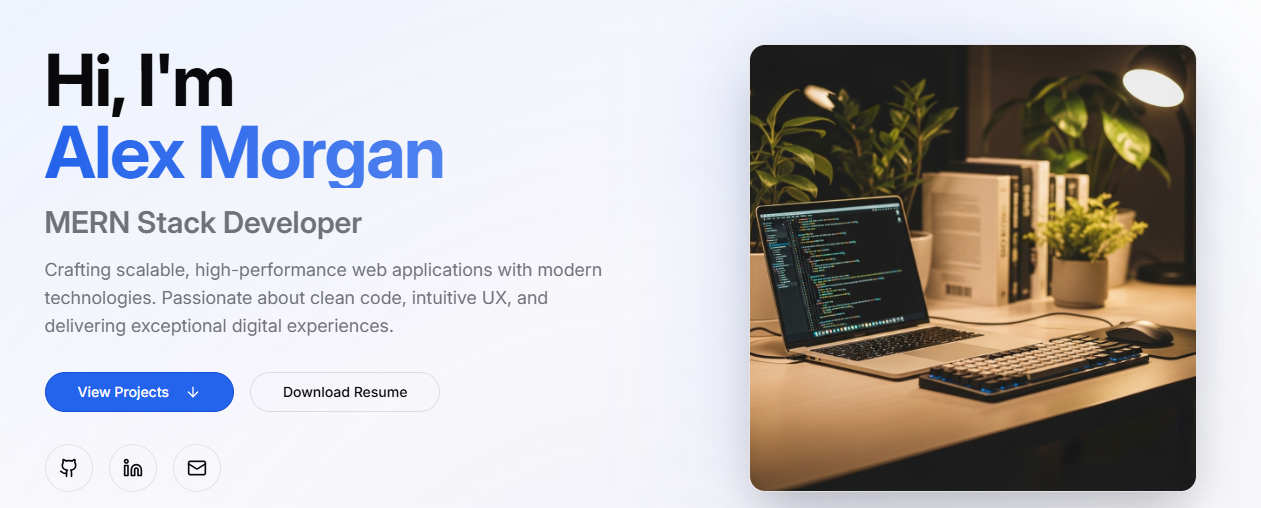 Hi, I'm
Alex Morgan
MERN Stack Developer
Crafting scalable, high-performance web applications with modern
technologies. Passionate about clean code, intuitive UX, and
delivering exceptional digital experiences.
View Projects
Download Resume